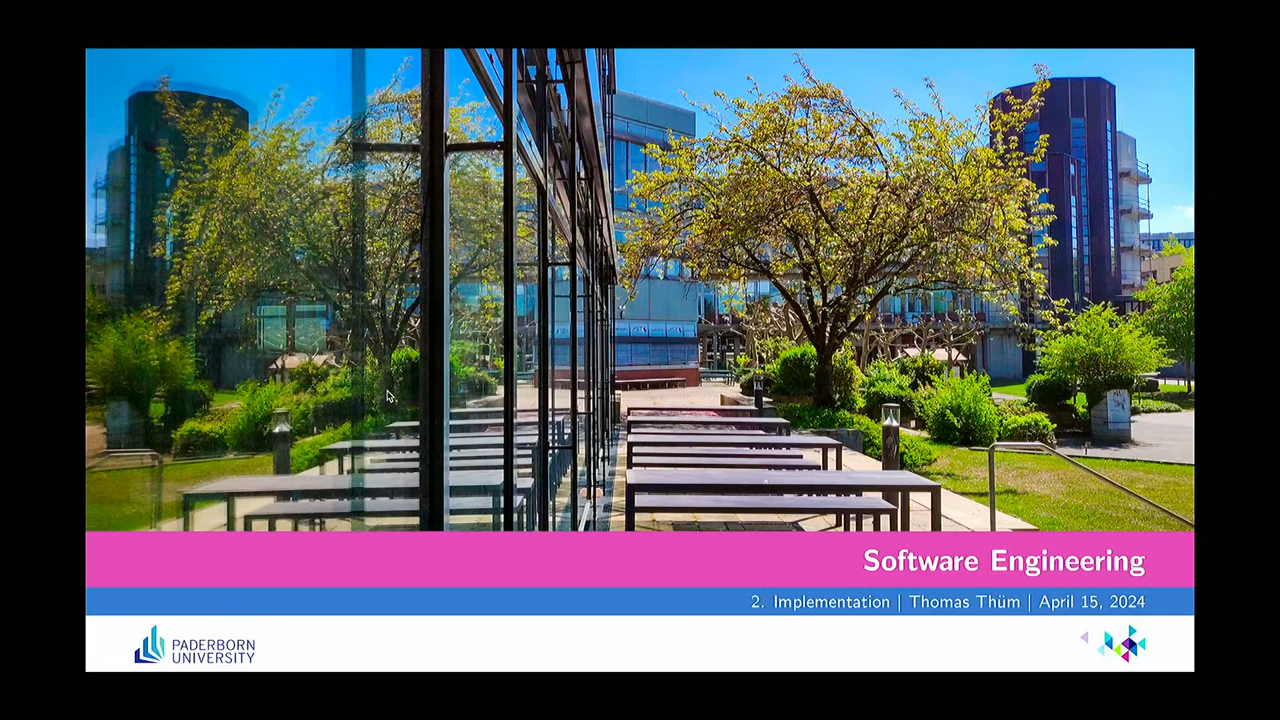 Software Engineering
2. Implementation | Thomas Thüm | April 15, 2024
PADERBORN
UNIVERSITY